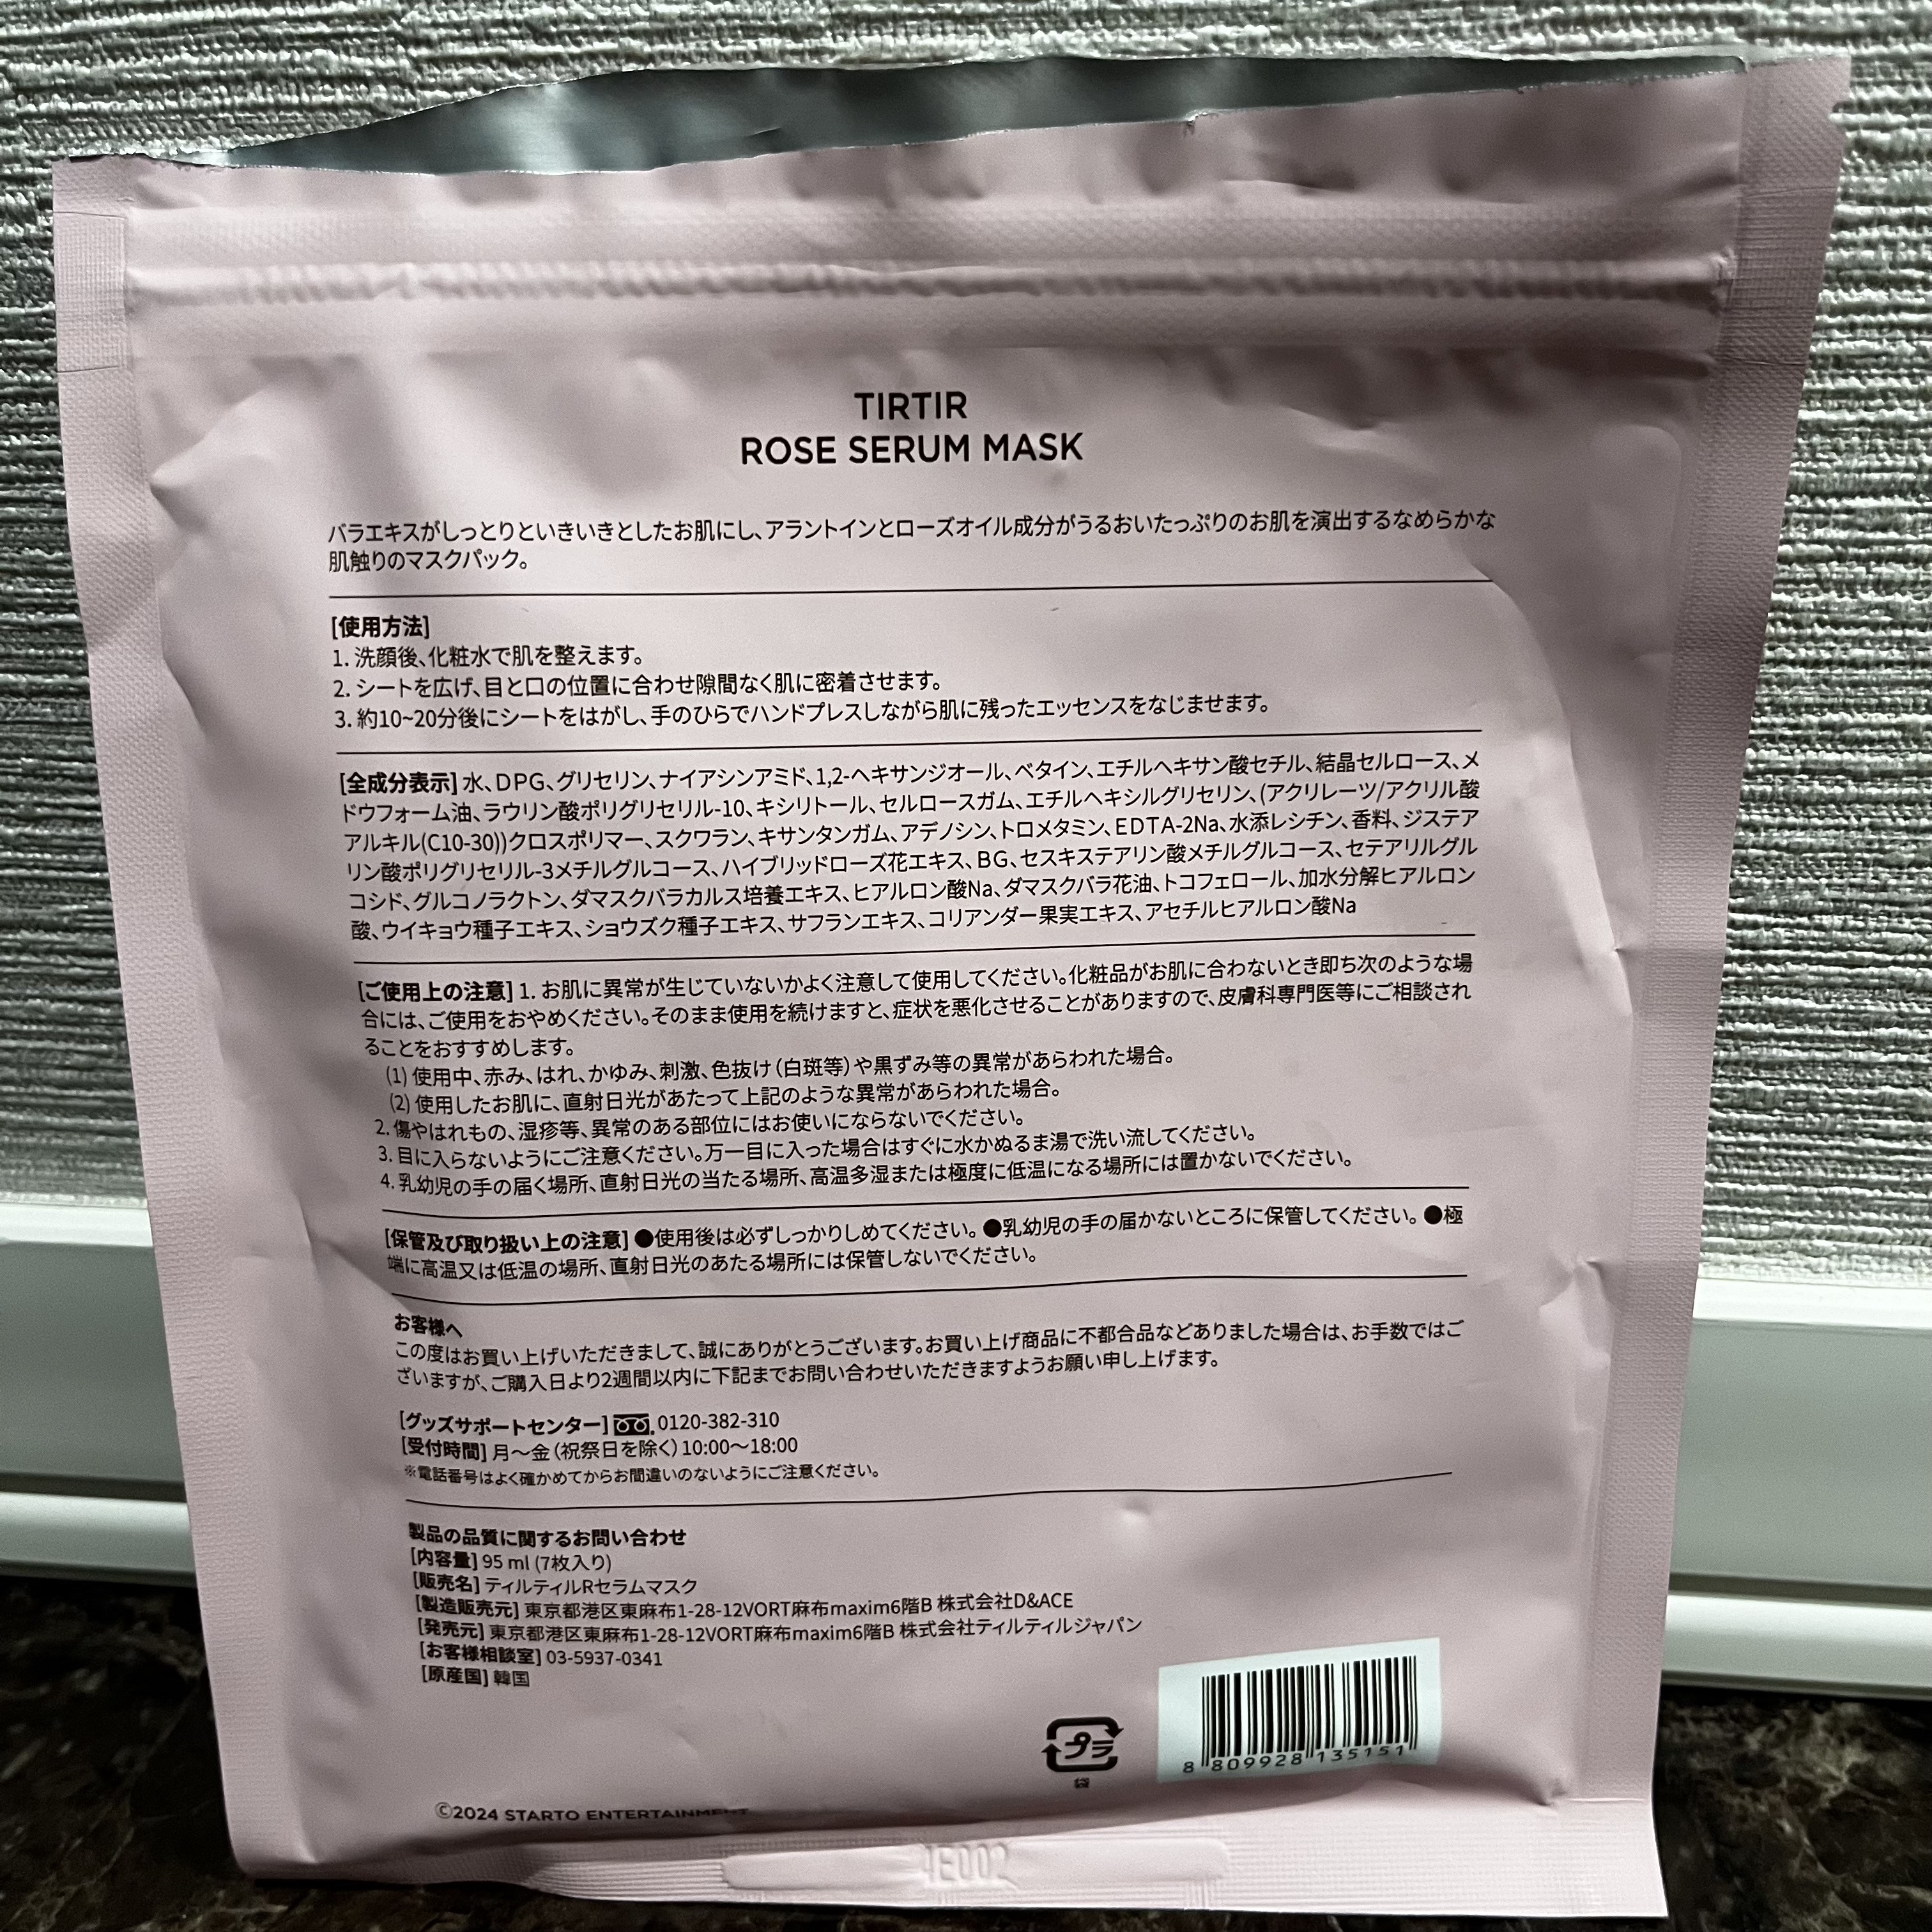 TIRTIR
ROSE SERUM MASK
バラエキスがしっとりといきいきとしたお肌にし、アラントインとローズオイル成分がうるおいたっぷりのお肌を演出するなめらかな
肌触りのマスクパック。
[使用方法]
1. 洗顔後、化粧水で肌を整えます。
2. シートを広げ、目と口の位置に合わせ隙間なく肌に密着させます。
3. 約10~20分後にシートをはがし、手のひらでハンドプレスしながら肌に残ったエッセンスをなじませます。
[全成分表示] 水、DPG、グリセリン、ナイアシンアミド、1,2-ヘキサンジオール、ベタイン、エチルヘキサン酸セチル、結晶セルロース、メ
ドウフォーム油、ラウリン酸ポリグリセリル-10、キシリトール、セルロースガム、エチルヘキシルグリセリン、(アクリレーツ/アクリル酸
アルキル(C10-30))クロスポリマー、スクワラン、キサンタンガム、アデノシン、トロメタミン、EDTA-2Na、水添レシチン、香料、ジステア
リン酸ポリグリセリル-3メチルグルコース、ハイブリッドローズ花エキス、BG、セスキステアリン酸メチルグルコース、セテアリルグル
コシド、グルコノラクトン、ダマスクバラカルス培養エキス、ヒアルロン酸Na、ダマスクバラ花油、トコフェロール、加水分解ヒアルロン
酸、ウイキョウ種子エキス、ショウズク種子エキス、サフランエキス、コリアンダー果実エキス、アセチルヒアルロン酸Na
[ご使用上の注意] 1. お肌に異常が生じていないかよく注意して使用してください。化粧品がお肌に合わないとき即ち次のような場
合には、ご使用をおやめください。そのまま使用を続けますと、症状を悪化させることがありますので、皮膚科専門医等にご相談され
ることをおすすめします。
(1) 使用中、赤み、はれ、かゆみ、刺激、色抜け（白斑等）や黒ずみ等の異常があらわれた場合。
(2) 使用したお肌に、直射日光があたって上記のような異常があらわれた場合。
2. 傷やはれもの、湿疹等、異常のある部位にはお使いにならないでください。
3. 目に入らないようにご注意ください。万一目に入った場合はすぐに水かぬるま湯で洗い流してください。
4. 乳幼児の手の届く場所、直射日光の当たる場所、高温多湿または極度に低温になる場所には置かないでください。
[保管及び取り扱い上の注意] ●使用後は必ずしっかりしめてください。●乳幼児の手の届かないところに保管してください。●極
端に高温又は低温の場所、直射日光のあたる場所には保管しないでください。
お客様へ
この度はお買い上げいただきまして、誠にありがとうございます。お買い上げ商品に不都合品などありました場合は、お手数ではご
ざいますが、ご購入日より2週間以内に下記までお問い合わせいただきますようお願い申し上げます。
[グッズサポートセンター] 0120-382-310
[受付時間] 月〜金（祝祭日を除く）10:00〜18:00
※電話番号はよく確かめてからお間違いのないようにご注意ください。
製品の品質に関するお問い合わせ
[内容量] 95 ml (7枚入り)
[販売名] ティルティルRセラムマスク
[製造販売元] 東京都港区東麻布1-28-12VORT麻布maxim6階B 株式会社D&ACE
[発売元] 東京都港区東麻布1-28-12VORT麻布maxim6階B 株式会社ティルティルジャパン
[お客様相談室] 03-5937-0341
[原産国] 韓国
プラ
袋
8 809928 135151
©2024 STARTO ENTERTAINMENT
4E002